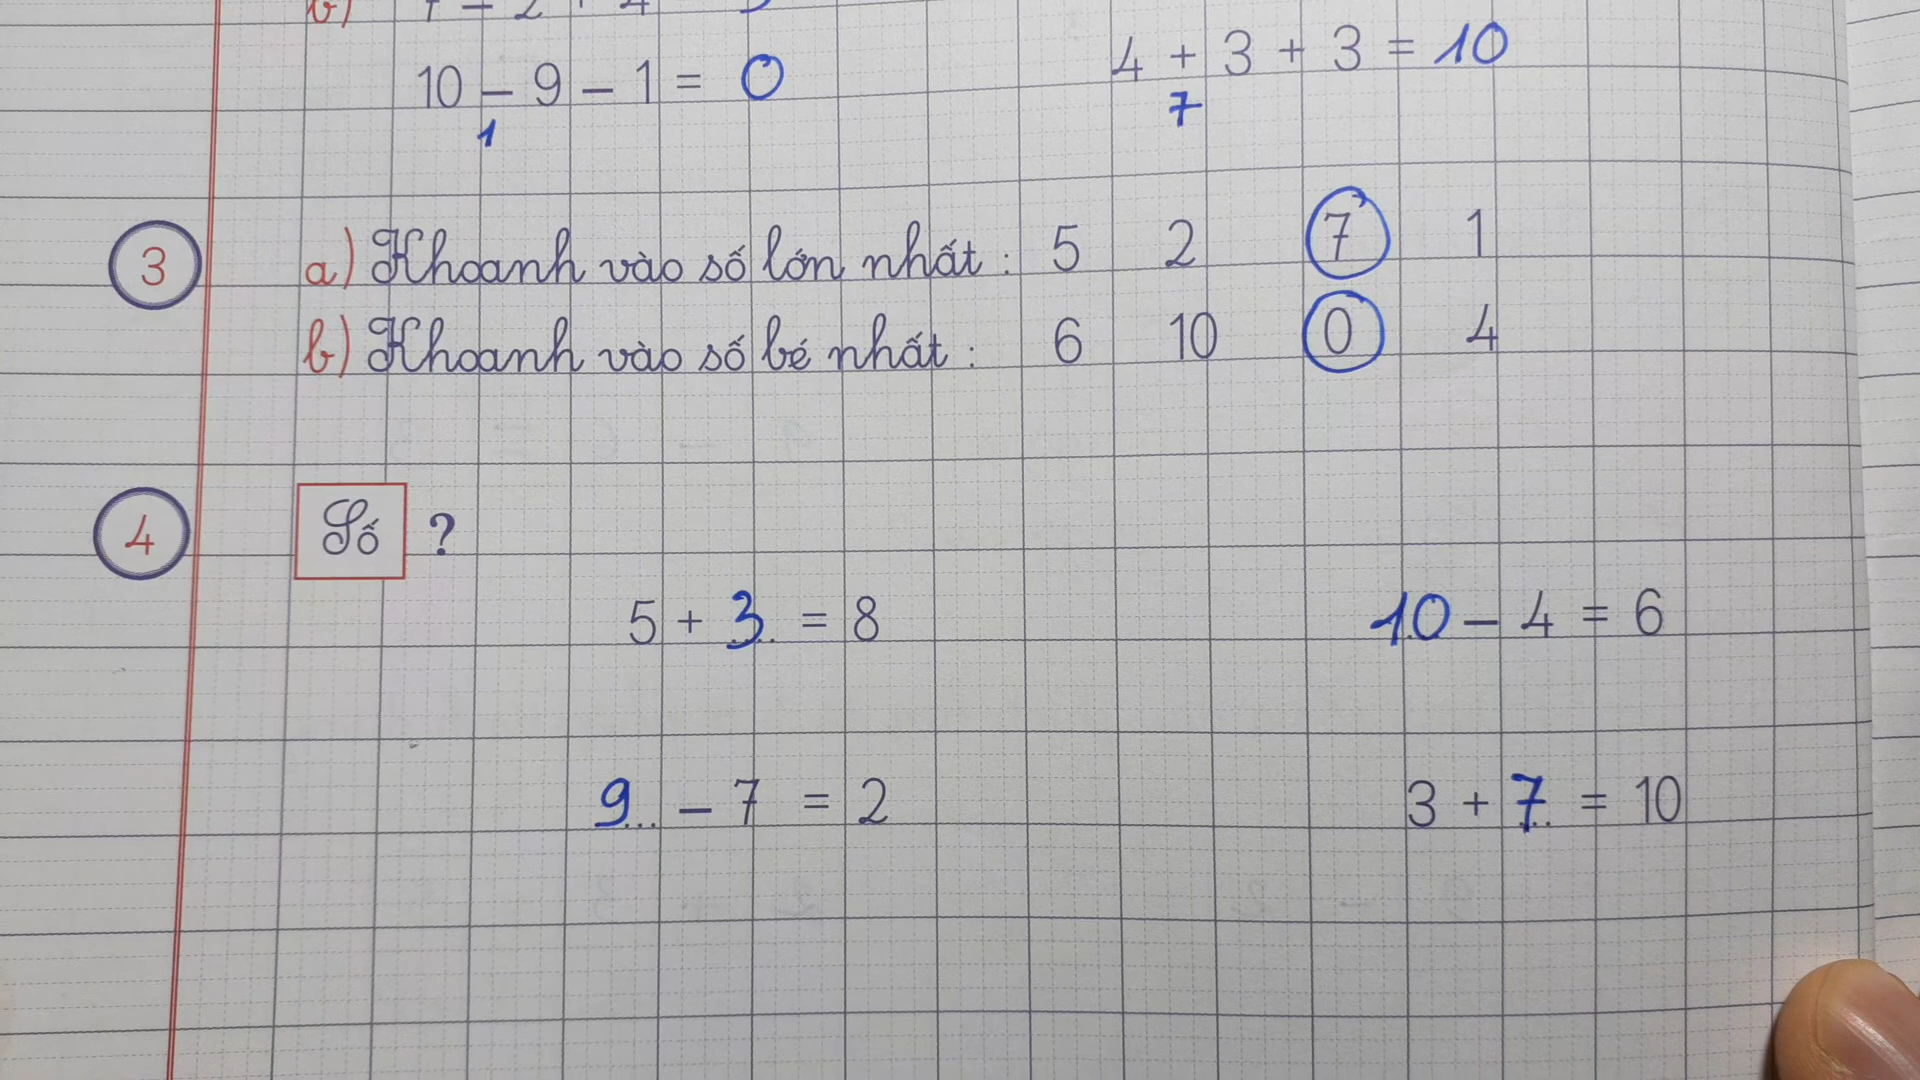 b)
10 - 9 - 1 = 0 4 + 3 + 3 = 10
1 7
3 a) Khoanh vào số lớn nhất : 5 2 7 1
b) Khoanh vào số bé nhất : 6 10 0 4
4 Số ?
5 + 3 = 8 10 - 4 = 6
9 - 7 = 2 3 + 7 = 10